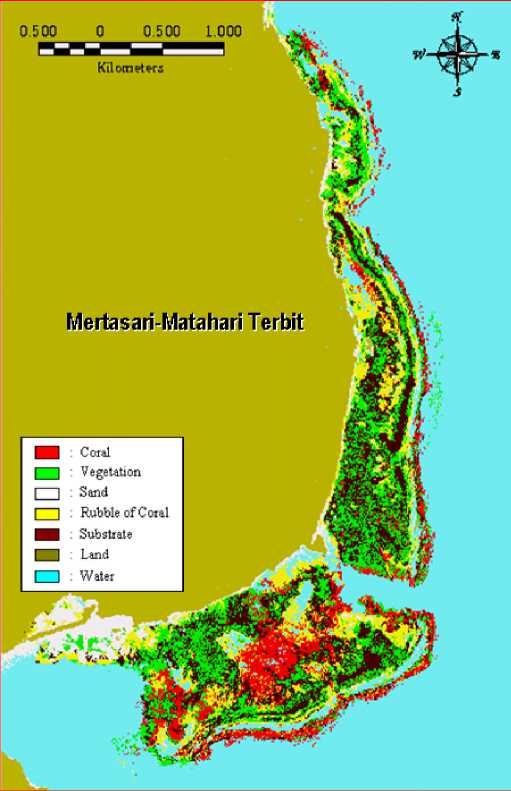 0.500 0 0.500 1.000
Kilometers
N
W E
S
Mertasari-Matahari Terbit
: Coral
: Vegetation
: Sand
: Rubble of Coral
: Substrate
: Land
: Water